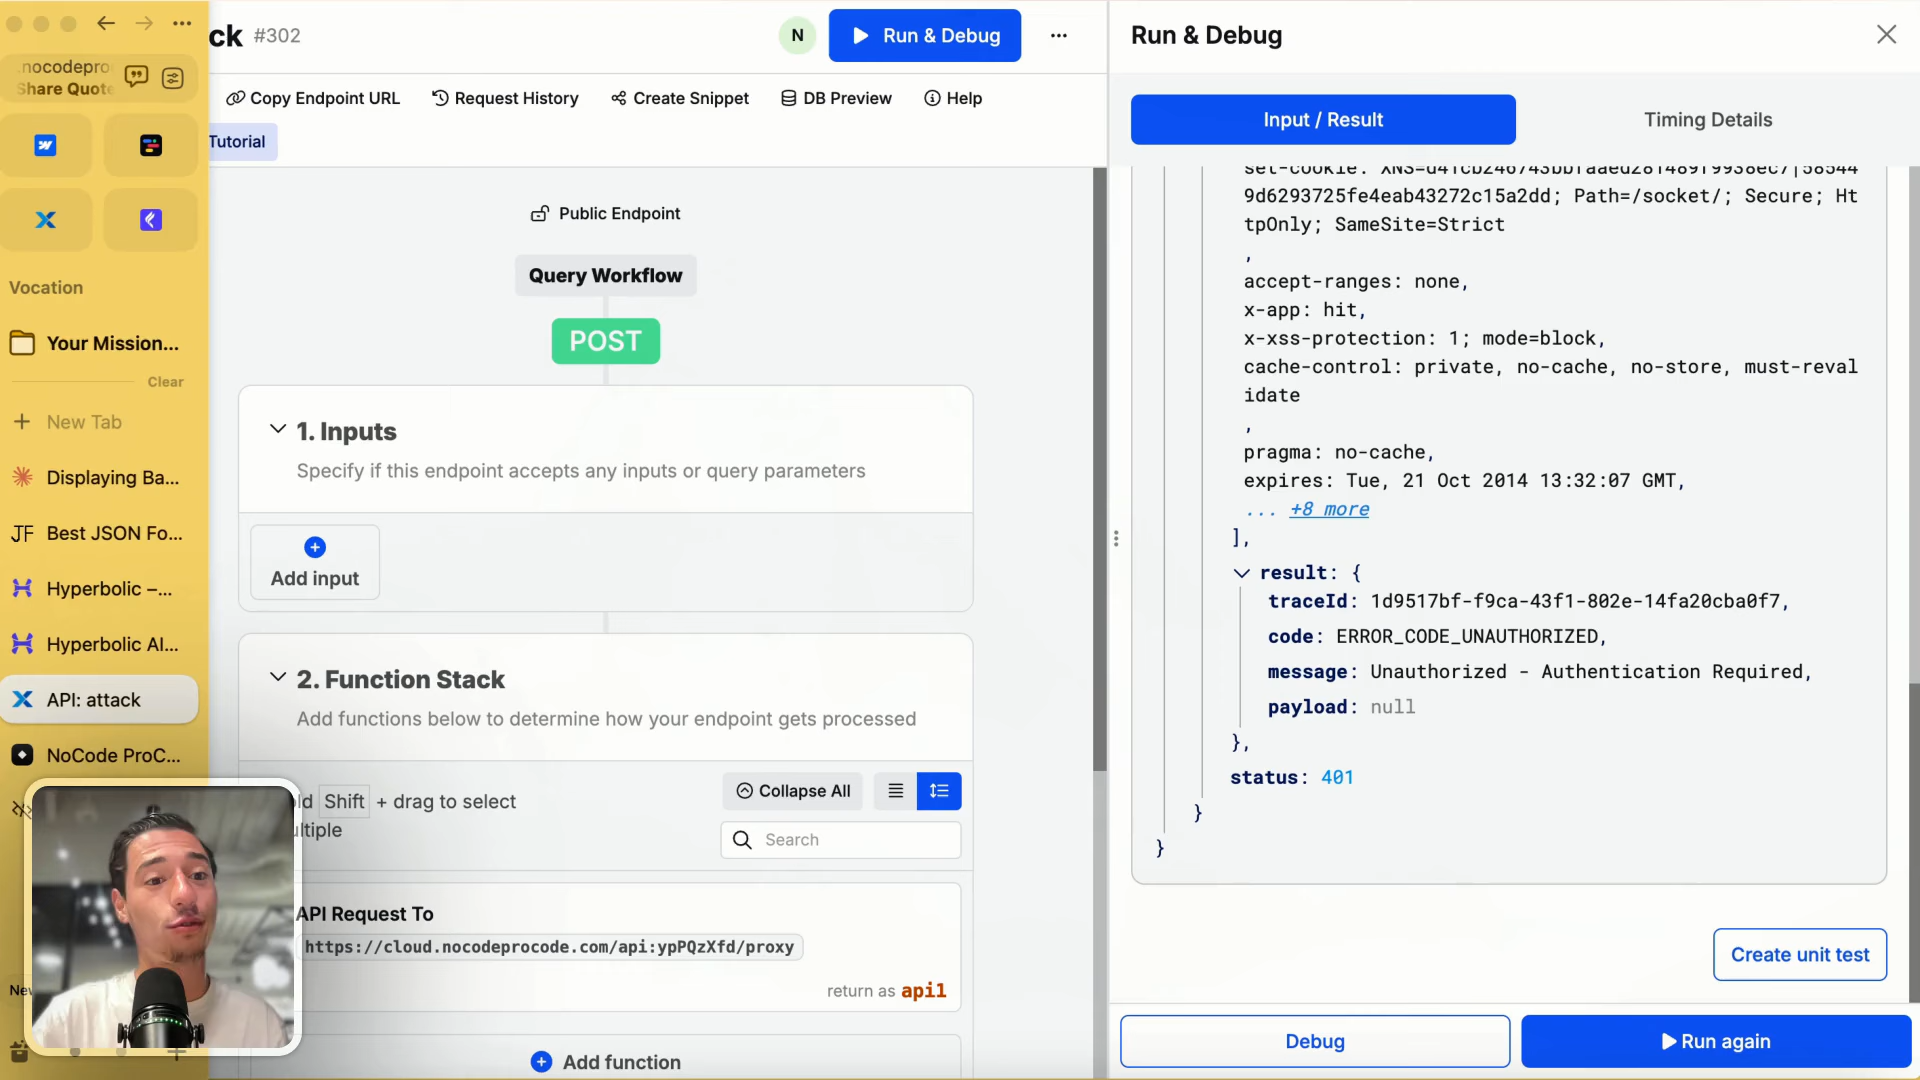 .nocodepro
Share Quote
Vocation
Your Mission...
Clear
New Tab
Displaying Ba...
JF Best JSON Fo...
Hyperbolic –...
Hyperbolic AI...
API: attack
NoCode ProC...
ck #302
N
Run & Debug
Copy Endpoint URL
Request History
Create Snippet
DB Preview
Help
Tutorial
Public Endpoint
Query Workflow
POST
1. Inputs
Specify if this endpoint accepts any inputs or query parameters
Add input
2. Function Stack
Add functions below to determine how your endpoint gets processed
ld Shift + drag to select
ultiple
Collapse All
Search
API Request To
https://cloud.nocodeprocode.com/api:ypPQzXfd/proxy
return as api1
Add function
Run & Debug
Input / Result
Timing Details
9d6293725fe4eab43272c15a2dd; Path=/socket/; Secure; Ht
tpOnly; SameSite=Strict
,
accept-ranges: none,
x-app: hit,
x-xss-protection: 1; mode=block,
cache-control: private, no-cache, no-store, must-reval
idate
,
pragma: no-cache,
expires: Tue, 21 Oct 2014 13:32:07 GMT,
... +8 more
],
result: {
traceId: 1d9517bf-f9ca-43f1-802e-14fa20cba0f7,
code: ERROR_CODE_UNAUTHORIZED,
message: Unauthorized - Authentication Required,
payload: null
},
status: 401
}
}
Create unit test
Debug
Run again